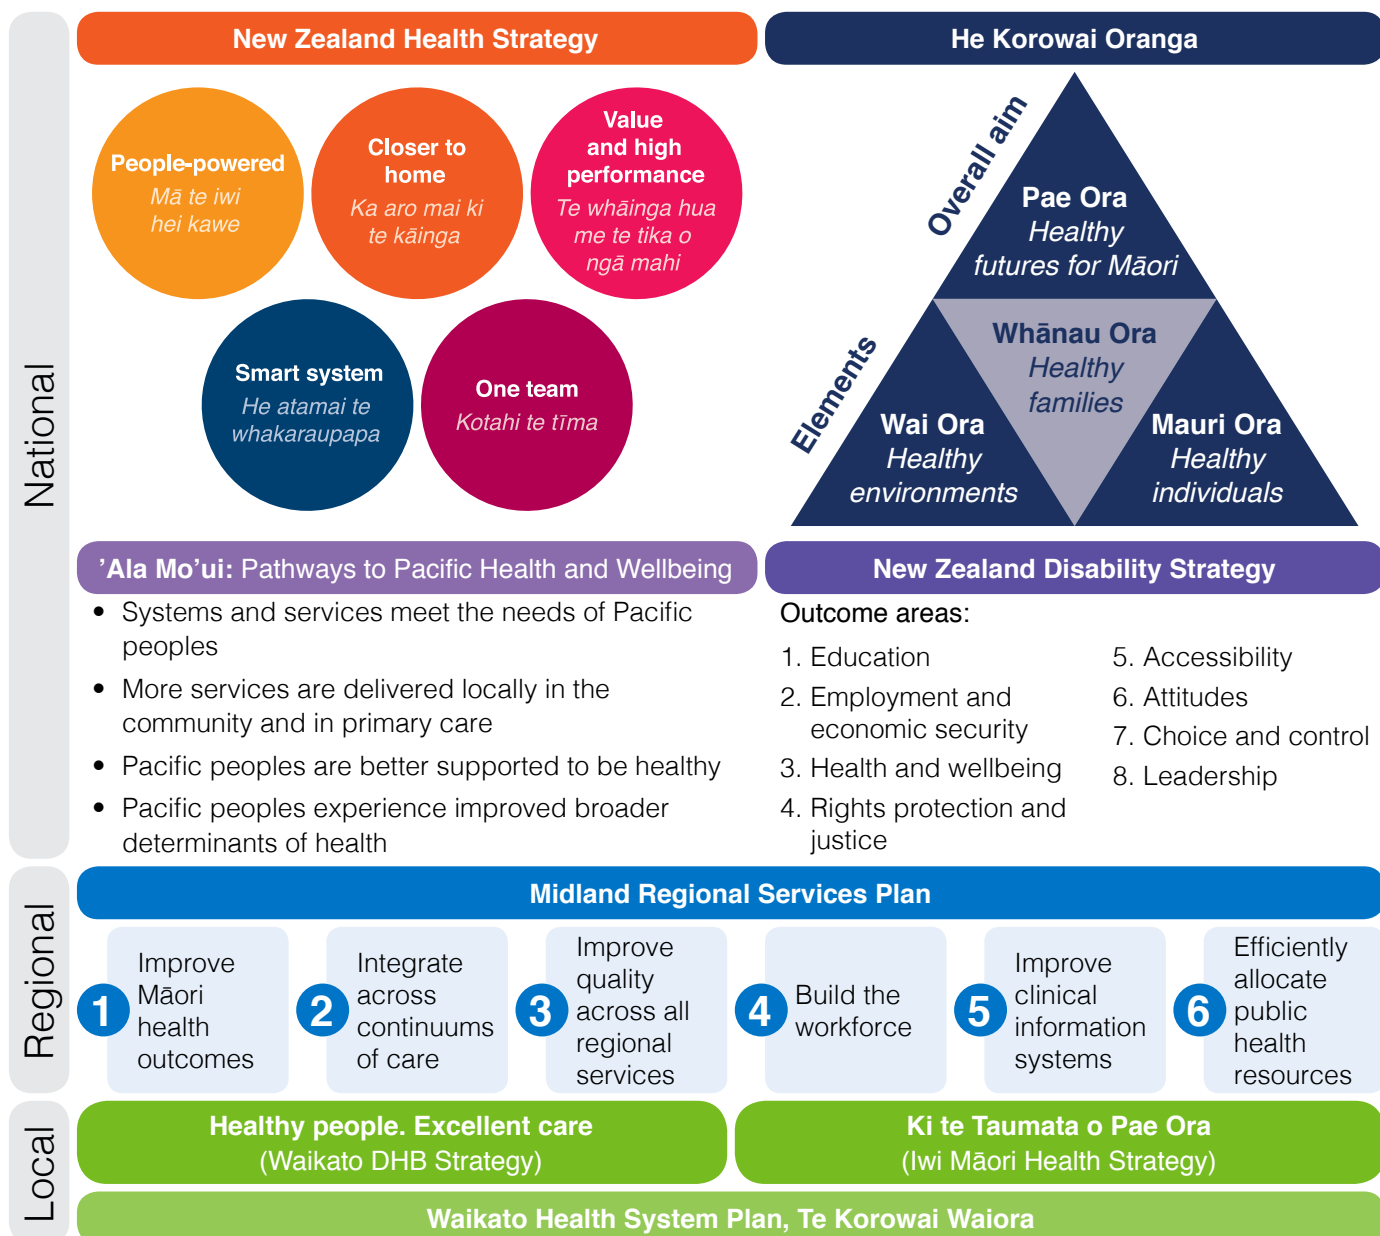 National
New Zealand Health Strategy
People-powered
Mā te iwi
hei kawe
Closer to
home
Ka aro mai ki
te kāinga
Value
and high
performance
Te whāinga hua
me te tika o
ngā mahi
Smart system
He atamai te
whakaraupapa
One team
Kotahi te tīma
He Korowai Oranga
Overall aim
Pae Ora
Healthy
futures for Māori
Elements
Whānau Ora
Healthy
families
Wai Ora
Healthy
environments
Mauri Ora
Healthy
individuals
’Ala Mo’ui: Pathways to Pacific Health and Wellbeing
• Systems and services meet the needs of Pacific
peoples
• More services are delivered locally in the
community and in primary care
• Pacific peoples are better supported to be healthy
• Pacific peoples experience improved broader
determinants of health
New Zealand Disability Strategy
Outcome areas:
1. Education
2. Employment and
economic security
3. Health and wellbeing
4. Rights protection and
justice
5. Accessibility
6. Attitudes
7. Choice and control
8. Leadership
Regional
Midland Regional Services Plan
1
Improve
Māori
health
outcomes
2
Integrate
across
continuums
of care
3
Improve
quality
across all
regional
services
4
Build the
workforce
5
Improve
clinical
information
systems
6
Efficiently
allocate
public
health
resources
Local
Healthy people. Excellent care
(Waikato DHB Strategy)
Ki te Taumata o Pae Ora
(Iwi Māori Health Strategy)
Waikato Health System Plan, Te Korowai Waiora